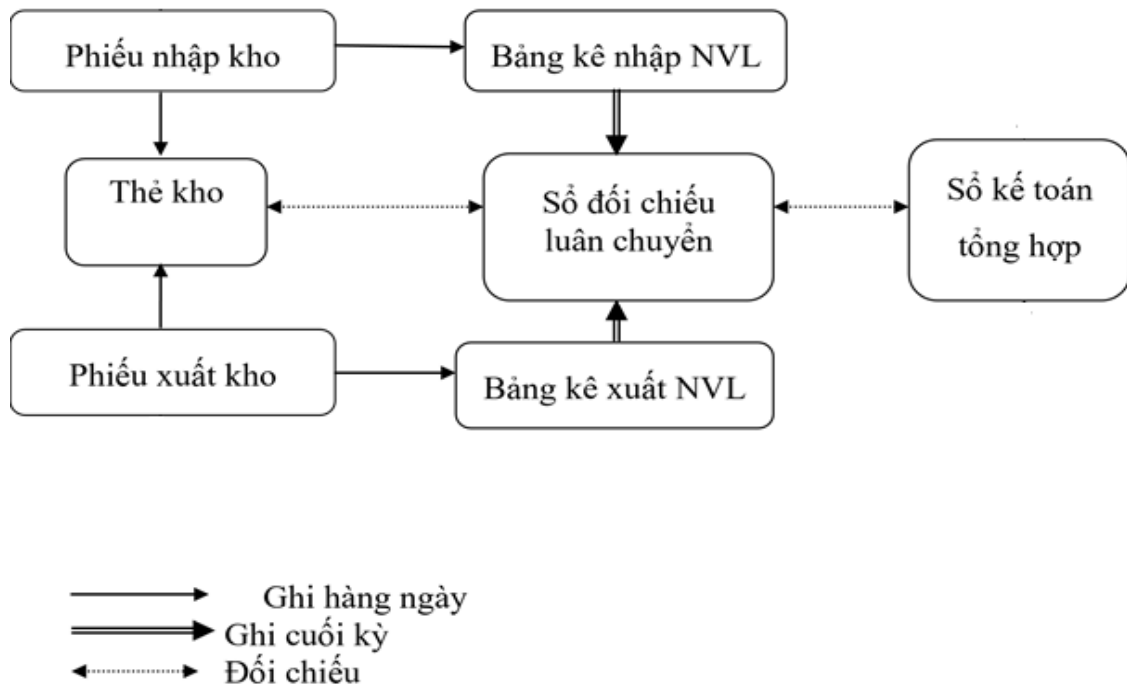 Phiếu nhập kho
Bảng kê nhập NVL
Thẻ kho
Sổ đối chiếu
luân chuyển
Sổ kế toán
tổng hợp
Phiếu xuất kho
Bảng kê xuất NVL
Ghi hàng ngày
Ghi cuối kỳ
Đối chiếu